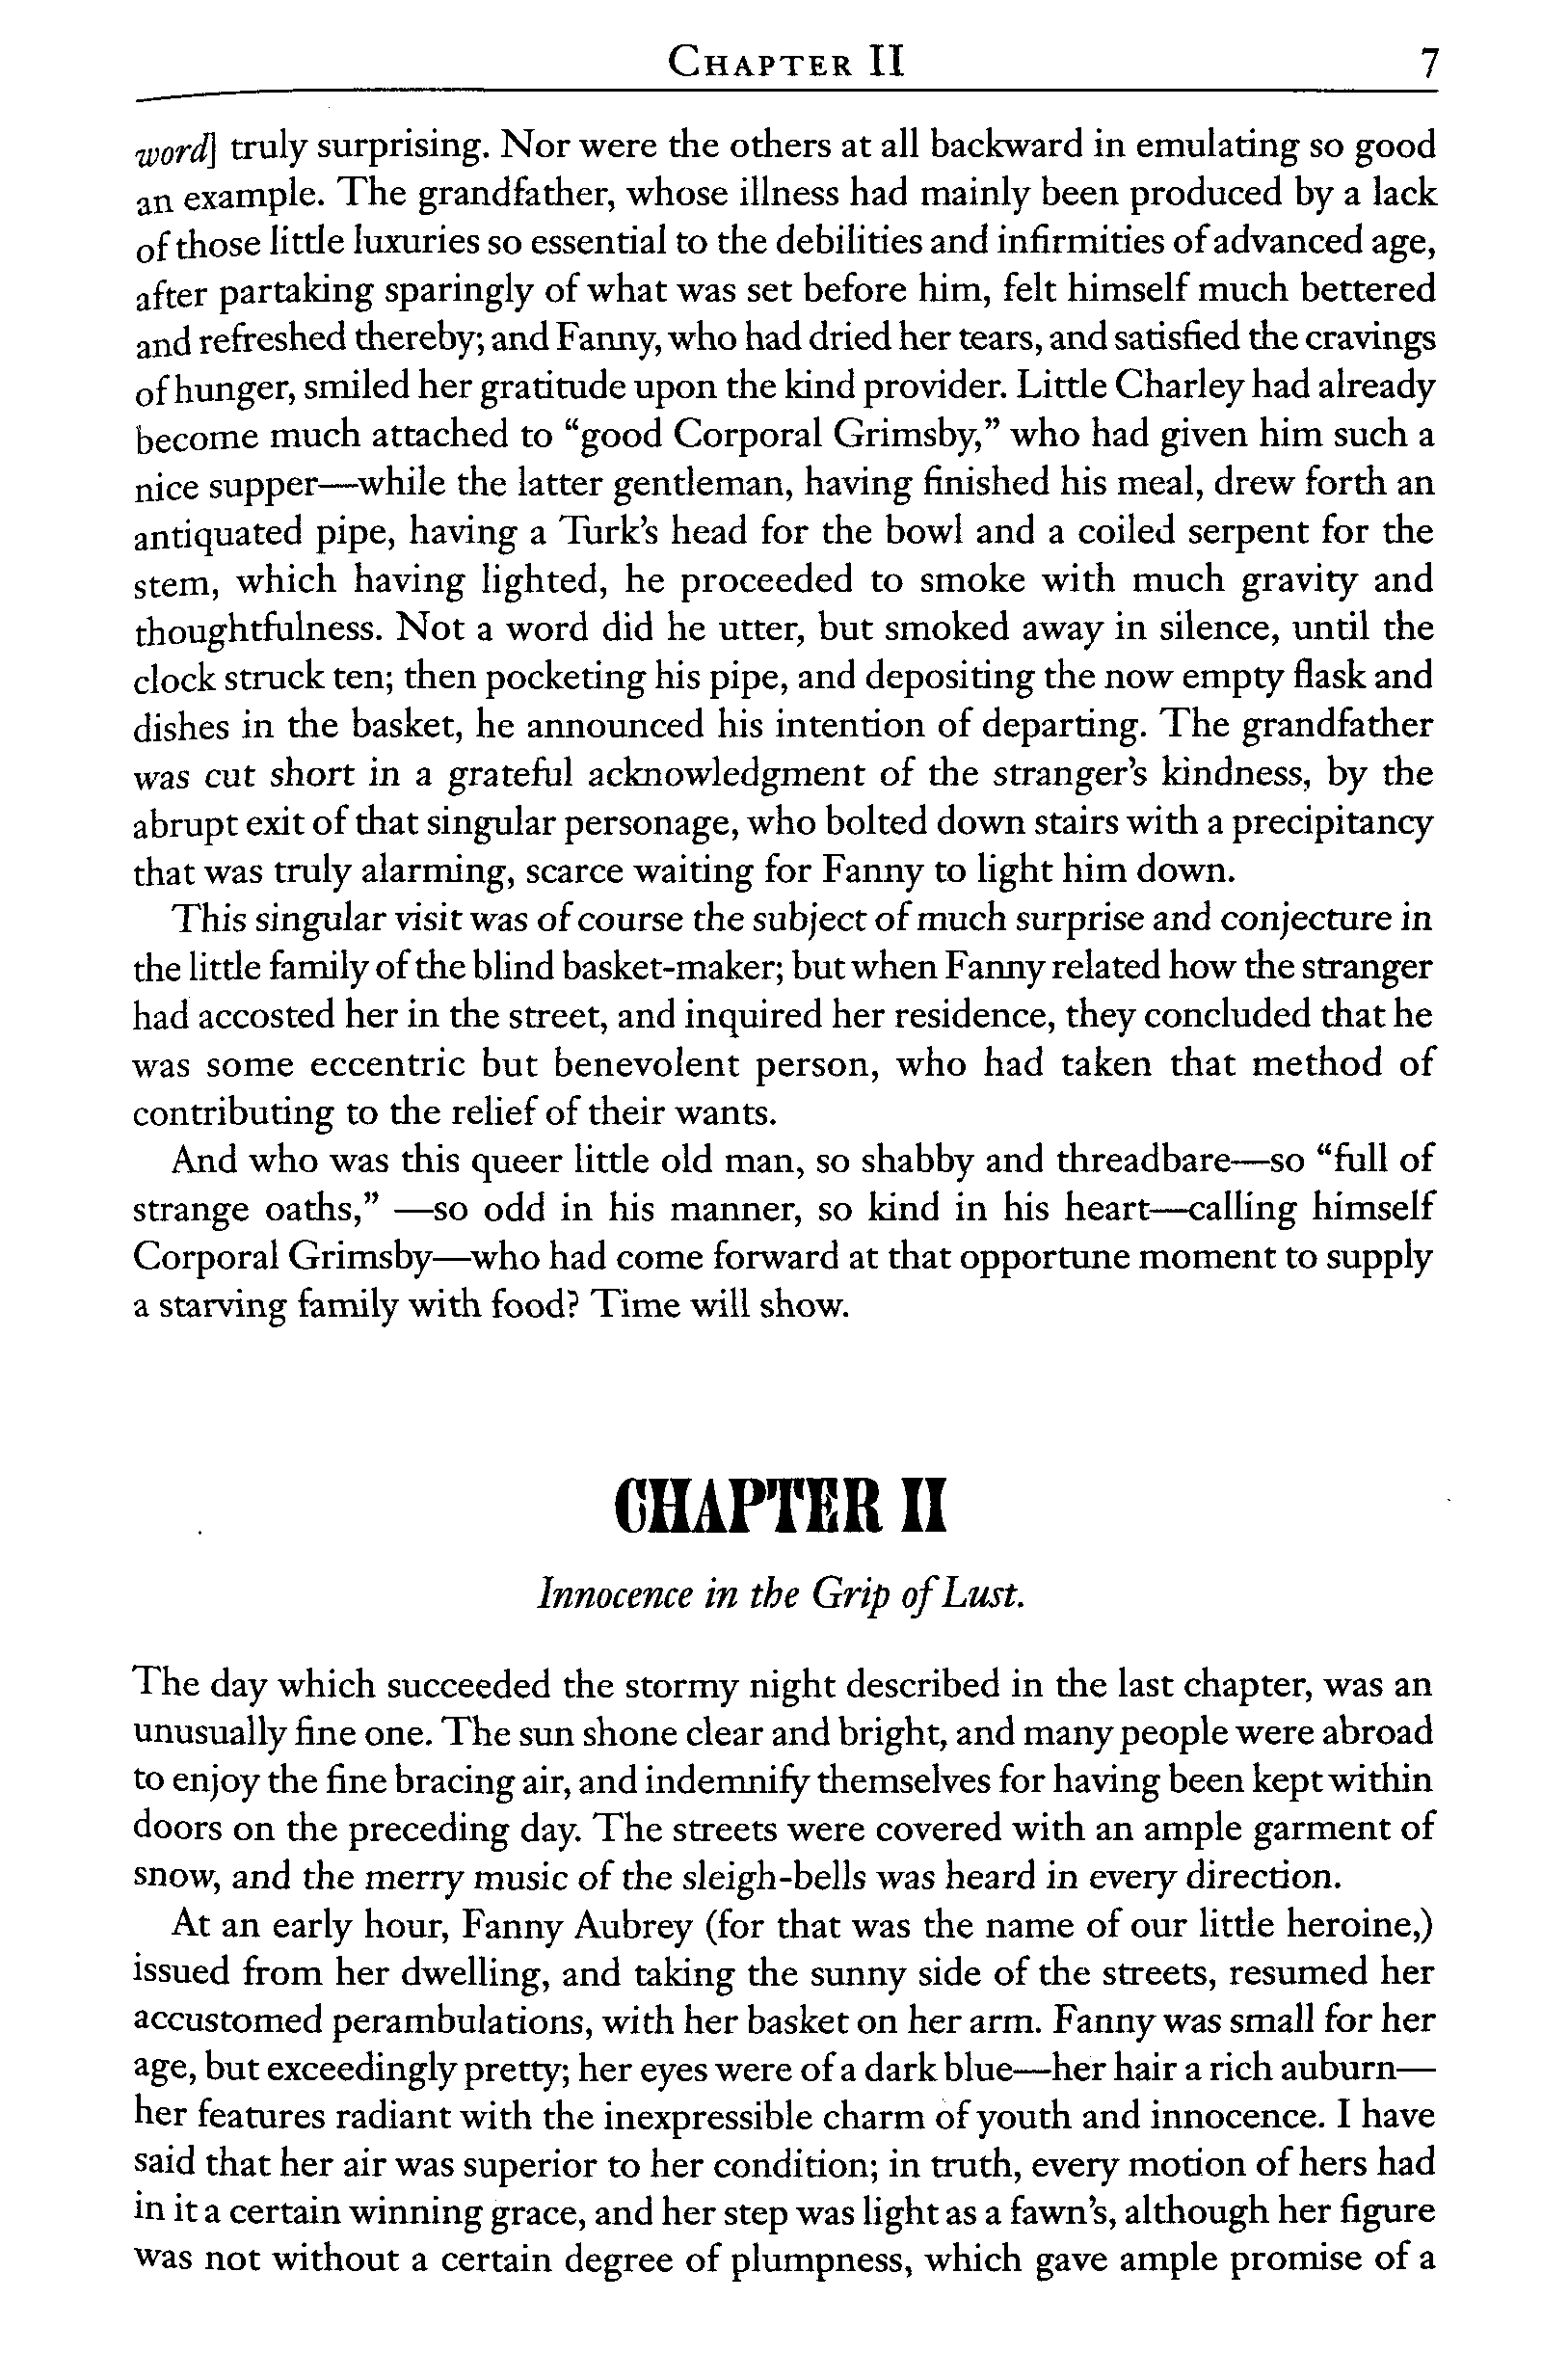 CHAPTER II 7
word] truly surprising. Nor were the others at all backward in emulating so good
an example. The grandfather, whose illness had mainly been produced by a lack
of those little luxuries so essential to the debilities and infirmities of advanced age,
after partaking sparingly of what was set before him, felt himself much bettered
and refreshed thereby; and Fanny, who had dried her tears, and satisfied the cravings
of hunger, smiled her gratitude upon the kind provider. Little Charley had already
become much attached to “good Corporal Grimsby,” who had given him such a
nice supper—while the latter gentleman, having finished his meal, drew forth an
antiquated pipe, having a Turk’s head for the bowl and a coiled serpent for the
stem, which having lighted, he proceeded to smoke with much gravity and
thoughtfulness. Not a word did he utter, but smoked away in silence, until the
clock struck ten; then pocketing his pipe, and depositing the now empty flask and
dishes in the basket, he announced his intention of departing. The grandfather
was cut short in a grateful acknowledgment of the stranger’s kindness, by the
abrupt exit of that singular personage, who bolted down stairs with a precipitancy
that was truly alarming, scarce waiting for Fanny to light him down.
This singular visit was of course the subject of much surprise and conjecture in
the little family of the blind basket-maker; but when Fanny related how the stranger
had accosted her in the street, and inquired her residence, they concluded that he
was some eccentric but benevolent person, who had taken that method of
contributing to the relief of their wants.
And who was this queer little old man, so shabby and threadbare—so “full of
strange oaths,” —so odd in his manner, so kind in his heart—calling himself
Corporal Grimsby—who had come forward at that opportune moment to supply
a starving family with food? Time will show.
CHAPTER II
Innocence in the Grip of Lust.
The day which succeeded the stormy night described in the last chapter, was an
unusually fine one. The sun shone clear and bright, and many people were abroad
to enjoy the fine bracing air, and indemnify themselves for having been kept within
doors on the preceding day. The streets were covered with an ample garment of
snow, and the merry music of the sleigh-bells was heard in every direction.
At an early hour, Fanny Aubrey (for that was the name of our little heroine,)
issued from her dwelling, and taking the sunny side of the streets, resumed her
accustomed perambulations, with her basket on her arm. Fanny was small for her
age, but exceedingly pretty; her eyes were of a dark blue—her hair a rich auburn—
her features radiant with the inexpressible charm of youth and innocence. I have
said that her air was superior to her condition; in truth, every motion of hers had
in it a certain winning grace, and her step was light as a fawn’s, although her figure
was not without a certain degree of plumpness, which gave ample promise of a